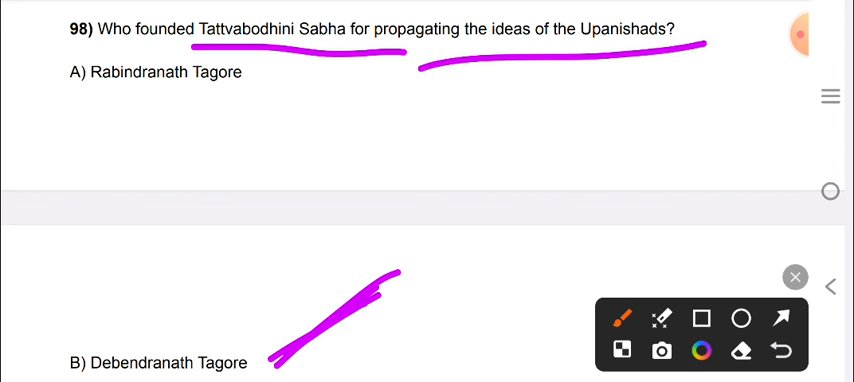 98) Who founded Tattvabodhini Sabha for propagating the ideas of the Upanishads?
A) Rabindranath Tagore
B) Debendranath Tagore